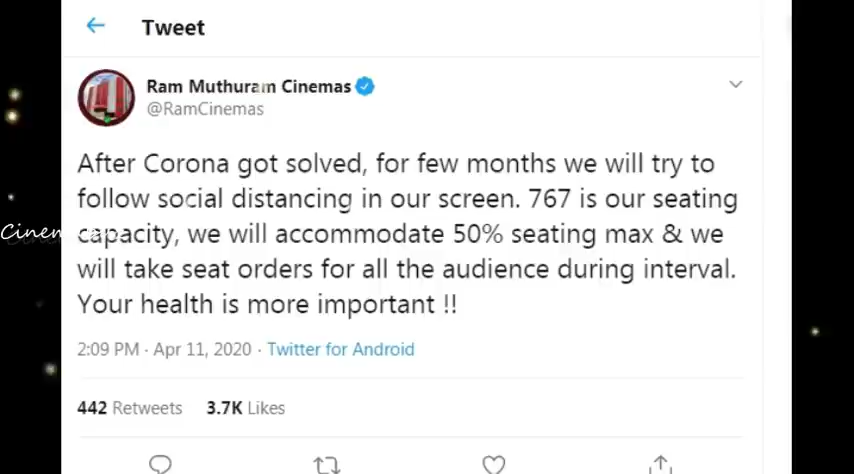 Tweet
Ram Muthuram Cinemas
@RamCinemas
After Corona got solved, for few months we will try to
follow social distancing in our screen. 767 is our seating
capacity, we will accommodate 50% seating max & we
will take seat orders for all the audience during interval.
Your health is more important !!
2:09 PM · Apr 11, 2020 · Twitter for Android
442 Retweets 3.7K Likes